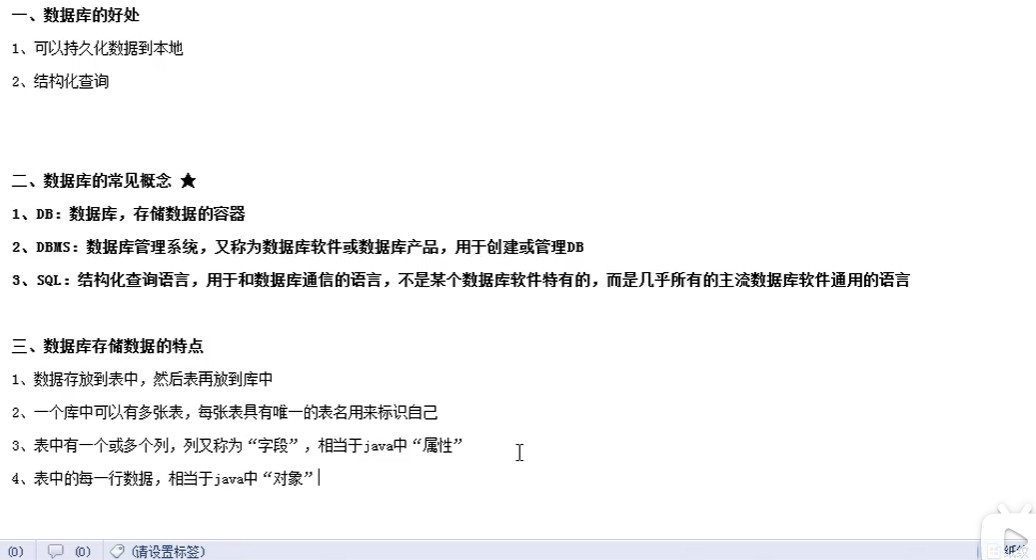 一、数据库的好处
1、可以持久化数据到本地
2、结构化查询
二、数据库的常见概念 ★
1、DB：数据库，存储数据的容器
2、DBMS：数据库管理系统，又称为数据库软件或数据库产品，用于创建或管理DB
3、SQL：结构化查询语言，用于和数据库通信的语言，不是某个数据库软件特有的，而是几乎所有的主流数据库软件通用的语言
三、数据库存储数据的特点
1、数据存放到表中，然后表再放到库中
2、一个库中可以有多张表，每张表具有唯一的表名用来标识自己
3、表中有一个或多个列，列又称为“字段”，相当于java中“属性”
4、表中的每一行数据，相当于java中“对象”
(0) (0) (请设置标签)